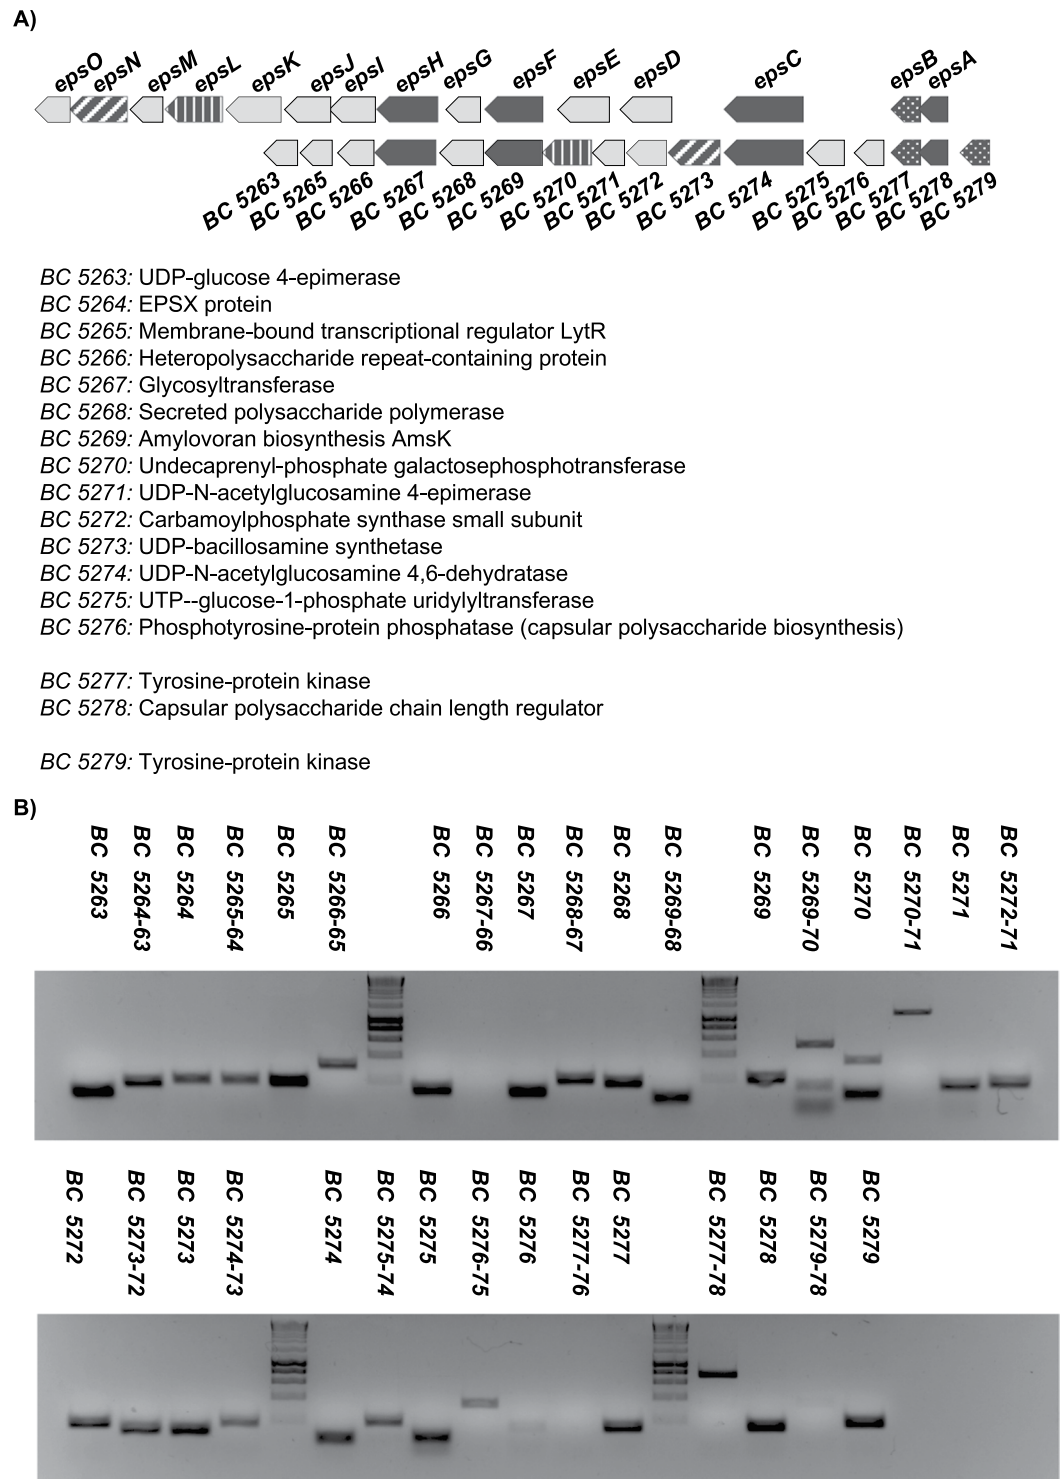 A)
epsO epsN epsM epsL epsK epsJ epsI epsH epsG epsF epsE epsD epsC epsB epsA
BC 5263 BC 5265 BC 5266 BC 5267 BC 5268 BC 5269 BC 5270 BC 5271 BC 5272 BC 5273 BC 5274 BC 5275 BC 5276 BC 5277 BC 5278 BC 5279
BC 5263: UDP-glucose 4-epimerase
BC 5264: EPSX protein
BC 5265: Membrane-bound transcriptional regulator LytR
BC 5266: Heteropolysaccharide repeat-containing protein
BC 5267: Glycosyltransferase
BC 5268: Secreted polysaccharide polymerase
BC 5269: Amylovoran biosynthesis AmsK
BC 5270: Undecaprenyl-phosphate galactosephosphotransferase
BC 5271: UDP-N-acetylglucosamine 4-epimerase
BC 5272: Carbamoylphosphate synthase small subunit
BC 5273: UDP-bacillosamine synthetase
BC 5274: UDP-N-acetylglucosamine 4,6-dehydratase
BC 5275: UTP--glucose-1-phosphate uridylyltransferase
BC 5276: Phosphotyrosine-protein phosphatase (capsular polysaccharide biosynthesis)
BC 5277: Tyrosine-protein kinase
BC 5278: Capsular polysaccharide chain length regulator
BC 5279: Tyrosine-protein kinase
B)
BC 5263
BC 5264-63
BC 5264
BC 5265-64
BC 5265
BC 5266-65
BC 5266
BC 5267-66
BC 5267
BC 5268-67
BC 5268
BC 5269-68
BC 5269
BC 5269-70
BC 5270
BC 5270-71
BC 5271
BC 5272-71
BC 5272
BC 5273-72
BC 5273
BC 5274-73
BC 5274
BC 5275-74
BC 5275
BC 5276-75
BC 5276
BC 5277-76
BC 5277
BC 5277-78
BC 5278
BC 5279-78
BC 5279